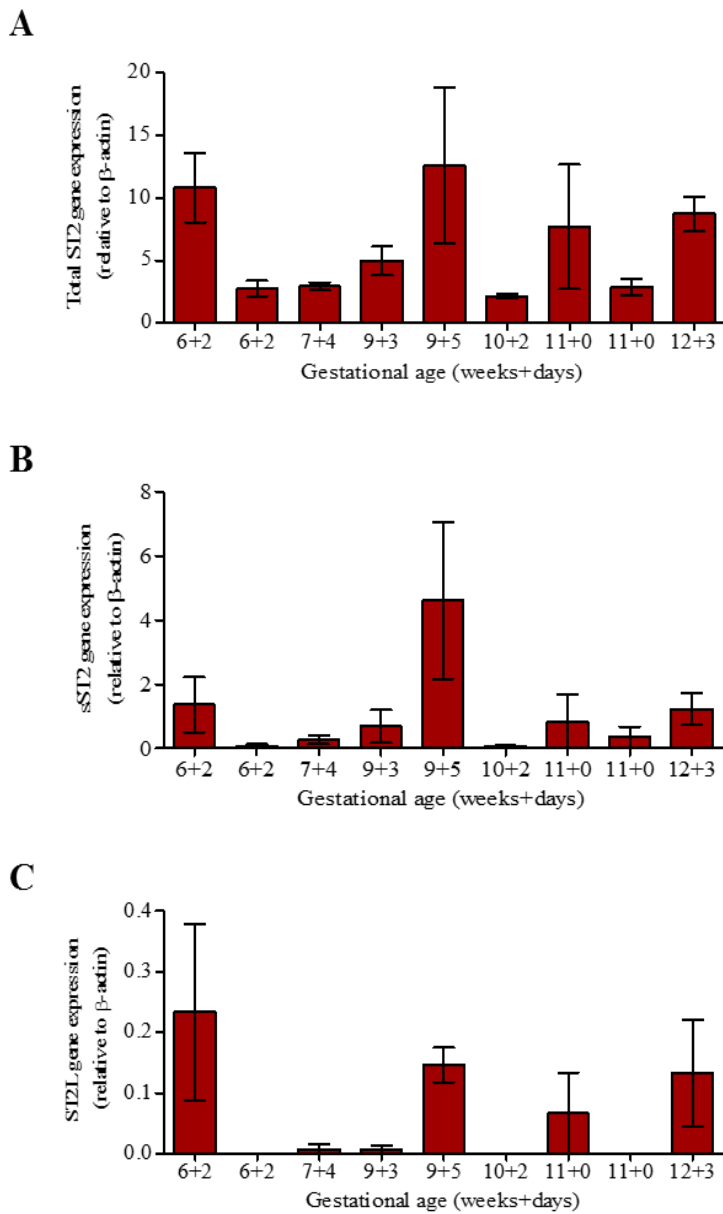 A
Total ST2 gene expression
(relative to β-actin)
20
15
10
5
0
6+2 6+2 7+4 9+3 9+5 10+2 11+0 11+0 12+3
Gestational age (weeks+days)
B
sST2 gene expression
(relative to β-actin)
8
6
4
2
0
6+2 6+2 7+4 9+3 9+5 10+2 11+0 11+0 12+3
Gestational age (weeks+days)
C
ST2L gene expression
(relative to β-actin)
0.4
0.3
0.2
0.1
0.0
6+2 6+2 7+4 9+3 9+5 10+2 11+0 11+0 12+3
Gestational age (weeks+days)